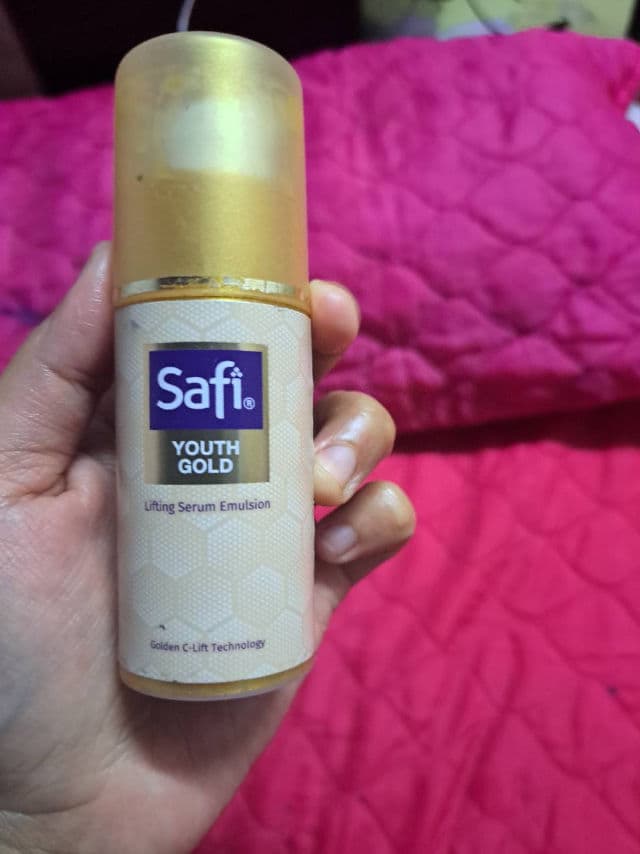 Safi®
YOUTH
GOLD
Lifting Serum Emulsion
Golden C-Lift Technology